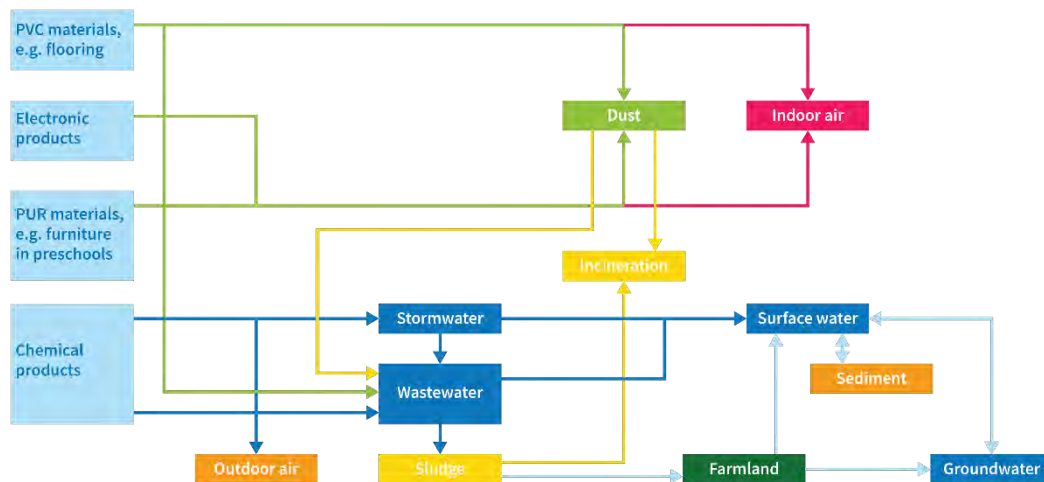 PVC materials,
e.g. flooring
Electronic
products
Dust
Indoor air
PUR materials,
e.g. furniture
in preschools
Incineration
Chemical
products
Stormwater
Surface water
Wastewater
Sediment
Outdoor air
Sludge
Farmland
Groundwater